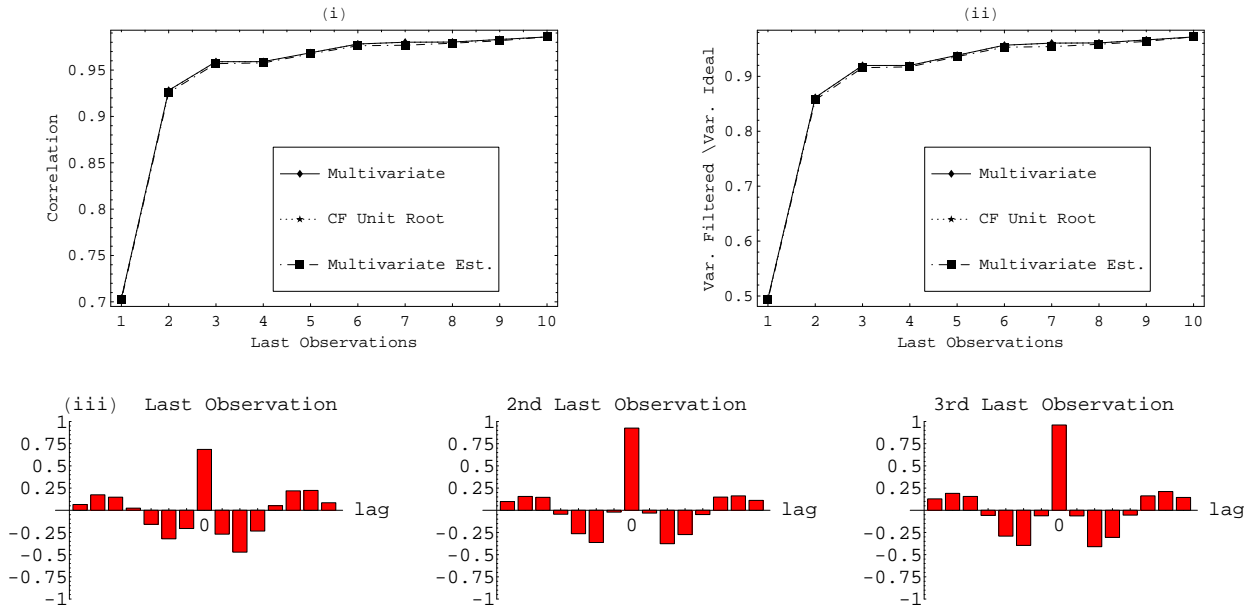 (i)
Correlation
0.95
0.9
0.85
0.8
0.75
0.7
Multivariate
CF Unit Root
Multivariate Est.
1 2 3 4 5 6 7 8 9 10
Last Observations
(ii)
Var. Filtered \Var. Ideal
0.9
0.8
0.7
0.6
0.5
Multivariate
CF Unit Root
Multivariate Est.
1 2 3 4 5 6 7 8 9 10
Last Observations
(iii) Last Observation
1
0.75
0.5
0.25
-0.25
-0.5
-0.75
-1
0
lag
2nd Last Observation
1
0.75
0.5
0.25
-0.25
-0.5
-0.75
-1
0
lag
3rd Last Observation
1
0.75
0.5
0.25
-0.25
-0.5
-0.75
-1
0
lag